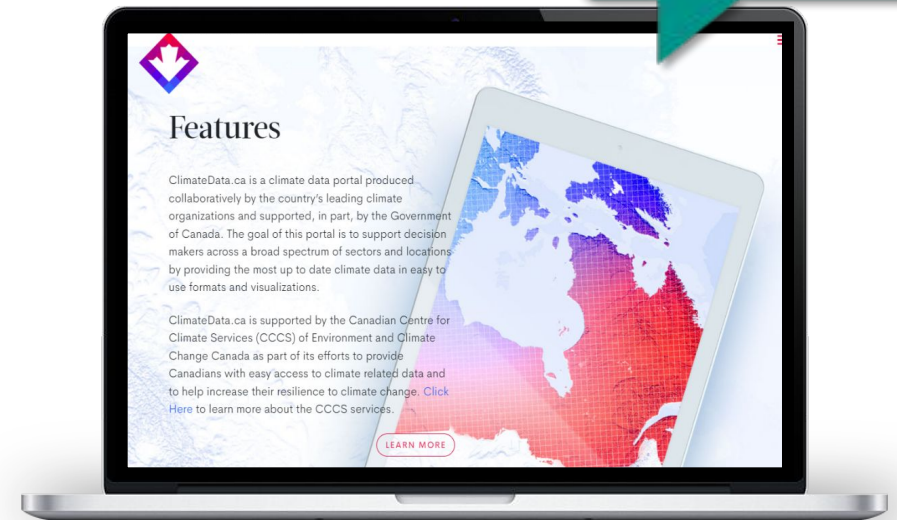 Features
ClimateData.ca is a climate data portal produced
collaboratively by the country's leading climate
organizations and supported, in part, by the Government
of Canada. The goal of this portal is to support decision
makers across a broad spectrum of sectors and locations
by providing the most up to date climate data in easy to
use formats and visualizations.
ClimateData.ca is supported by the Canadian Centre for
Climate Services (CCCS) of Environment and Climate
Change Canada as part of its efforts to provide
Canadians with easy access to climate related data and
to help increase their resilience to climate change. Click
Here to learn more about the CCCS services.
LEARN MORE